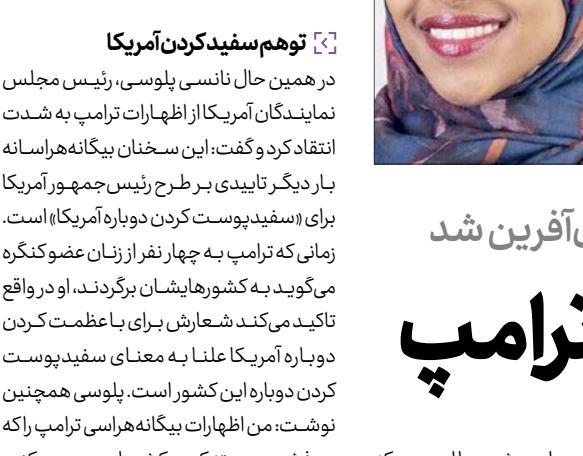 توهم سفید کردن آمریکا
در همین حال نانسی پلوسی، رئیس مجلس
نمایندگان آمریکا از اظهارات ترامپ به شدت
انتقاد کرد و گفت: این سخنان بیگانه‌هراسانه
بار دیگر تاییدی بر طرح رئیس‌جمهور آمریکا
برای «سفیدپوست کردن دوباره آمریکا» است.
زمانی که ترامپ به چهار نفر از زنان عضو کنگره
می‌گوید به کشورهایشان برگردند، او در واقع
تاکید می‌کند شعارش برای با عظمت کردن
دوباره آمریکا علنا به معنای سفیدپوست
کردن دوباره این کشور است. پلوسی همچنین
نوشت: من اظهارات بیگانه‌هراسی ترامپ را که
آفرین شد
ترامپ